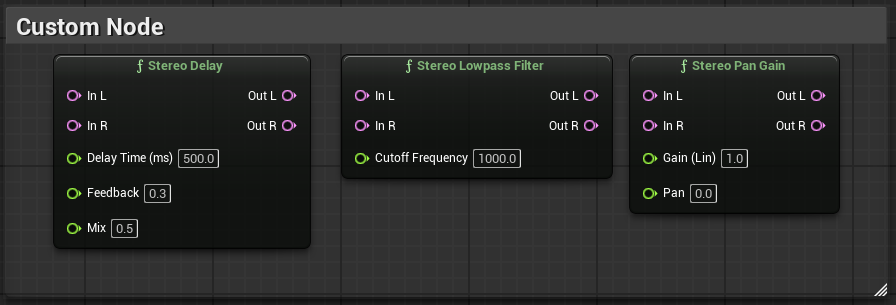 Custom Node
Stereo Delay
In L Out L
In R Out R
Delay Time (ms) 500.0
Feedback 0.3
Mix 0.5
Stereo Lowpass Filter
In L Out L
In R Out R
Cutoff Frequency 1000.0
Stereo Pan Gain
In L Out L
In R Out R
Gain (Lin) 1.0
Pan 0.0